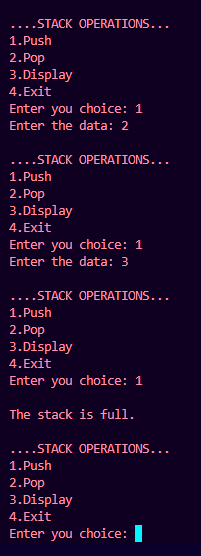 ....STACK OPERATIONS...
1.Push
2.Pop
3.Display
4.Exit
Enter you choice: 1
Enter the data: 2
....STACK OPERATIONS...
1.Push
2.Pop
3.Display
4.Exit
Enter you choice: 1
Enter the data: 3
....STACK OPERATIONS...
1.Push
2.Pop
3.Display
4.Exit
Enter you choice: 1
The stack is full.
....STACK OPERATIONS...
1.Push
2.Pop
3.Display
4.Exit
Enter you choice: